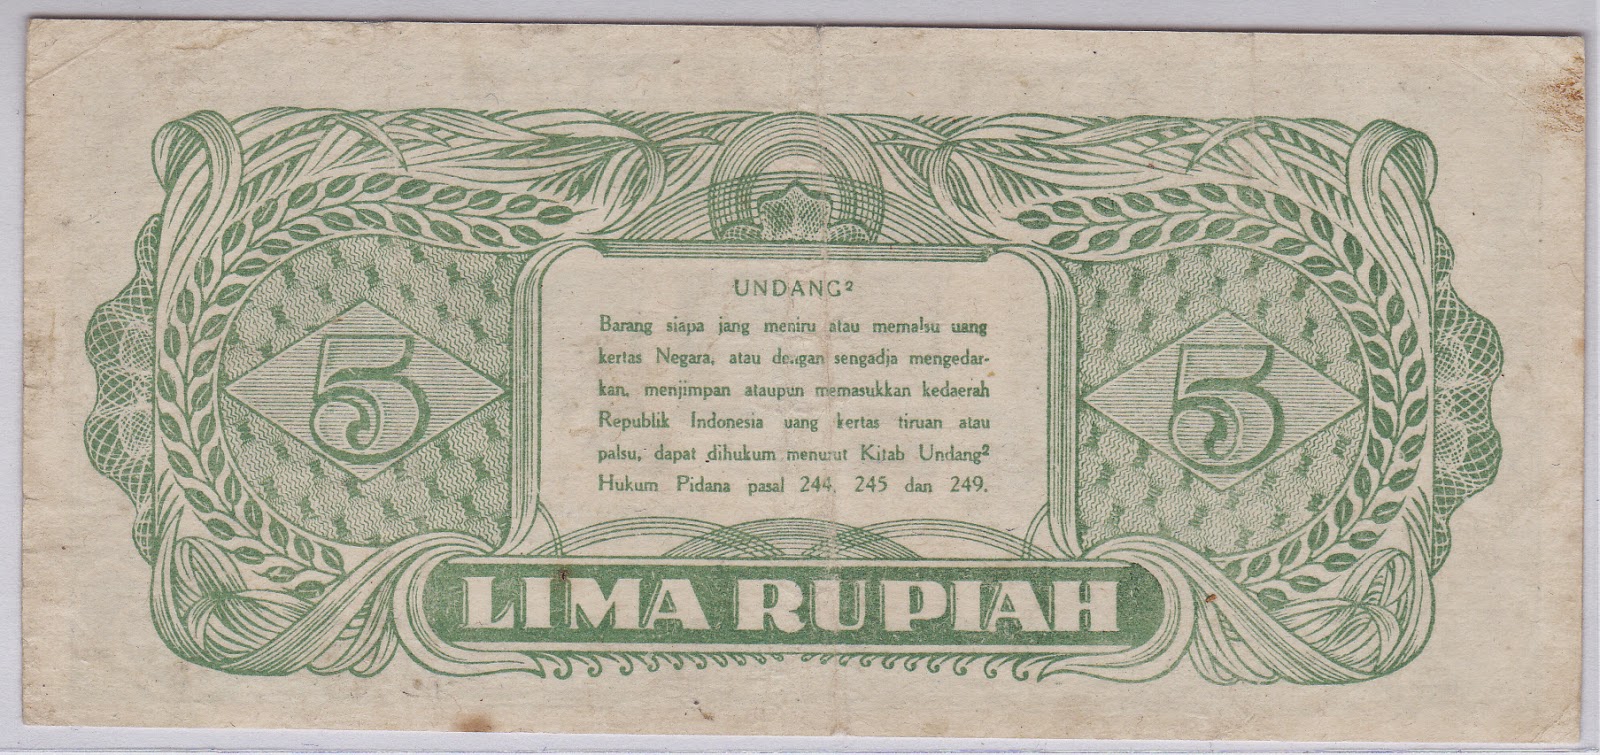 UNDANG²
Barang siapa jang meniru atau memalsu uang
kertas Negara, atau dengan sengadja mengedar-
kan, menjimpan ataupun memasukkan kedaerah
Republik Indonesia uang kertas tiruan atau
palsu, dapat dihukum menurut Kitab Undang²
Hukum Pidana pasal 244, 245 dan 249.
5 5
LIMA RUPIAH